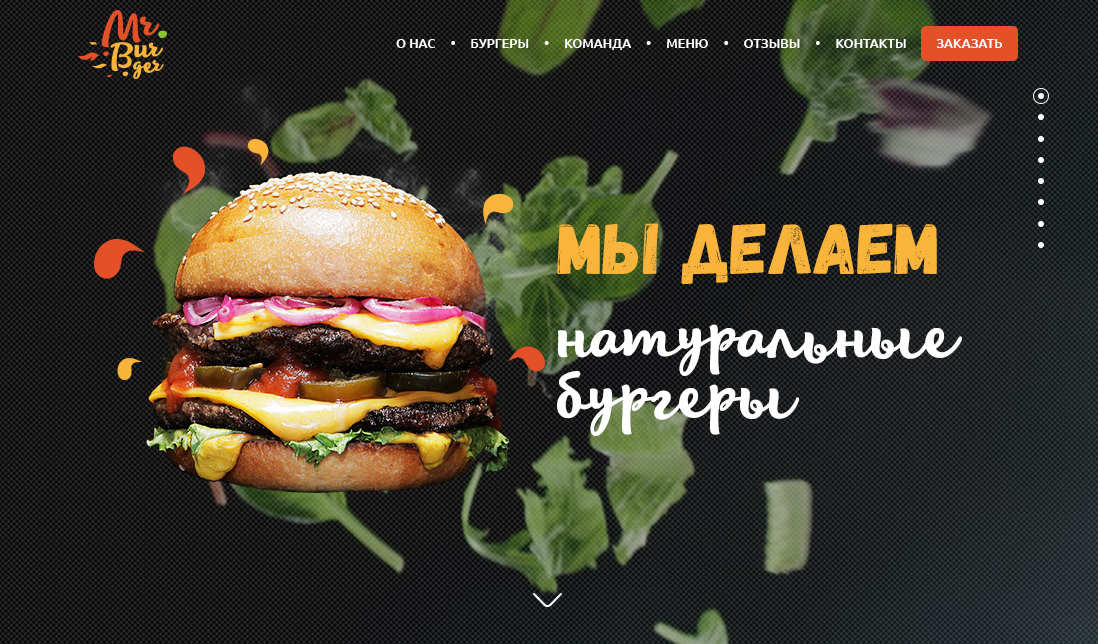 Mr
Bur
ger
О НАС • БУРГЕРЫ • КОМАНДА • МЕНЮ • ОТЗЫВЫ • КОНТАКТЫ ЗАКАЗАТЬ
МЫ ДЕЛАЕМ
натуральные
бургеры